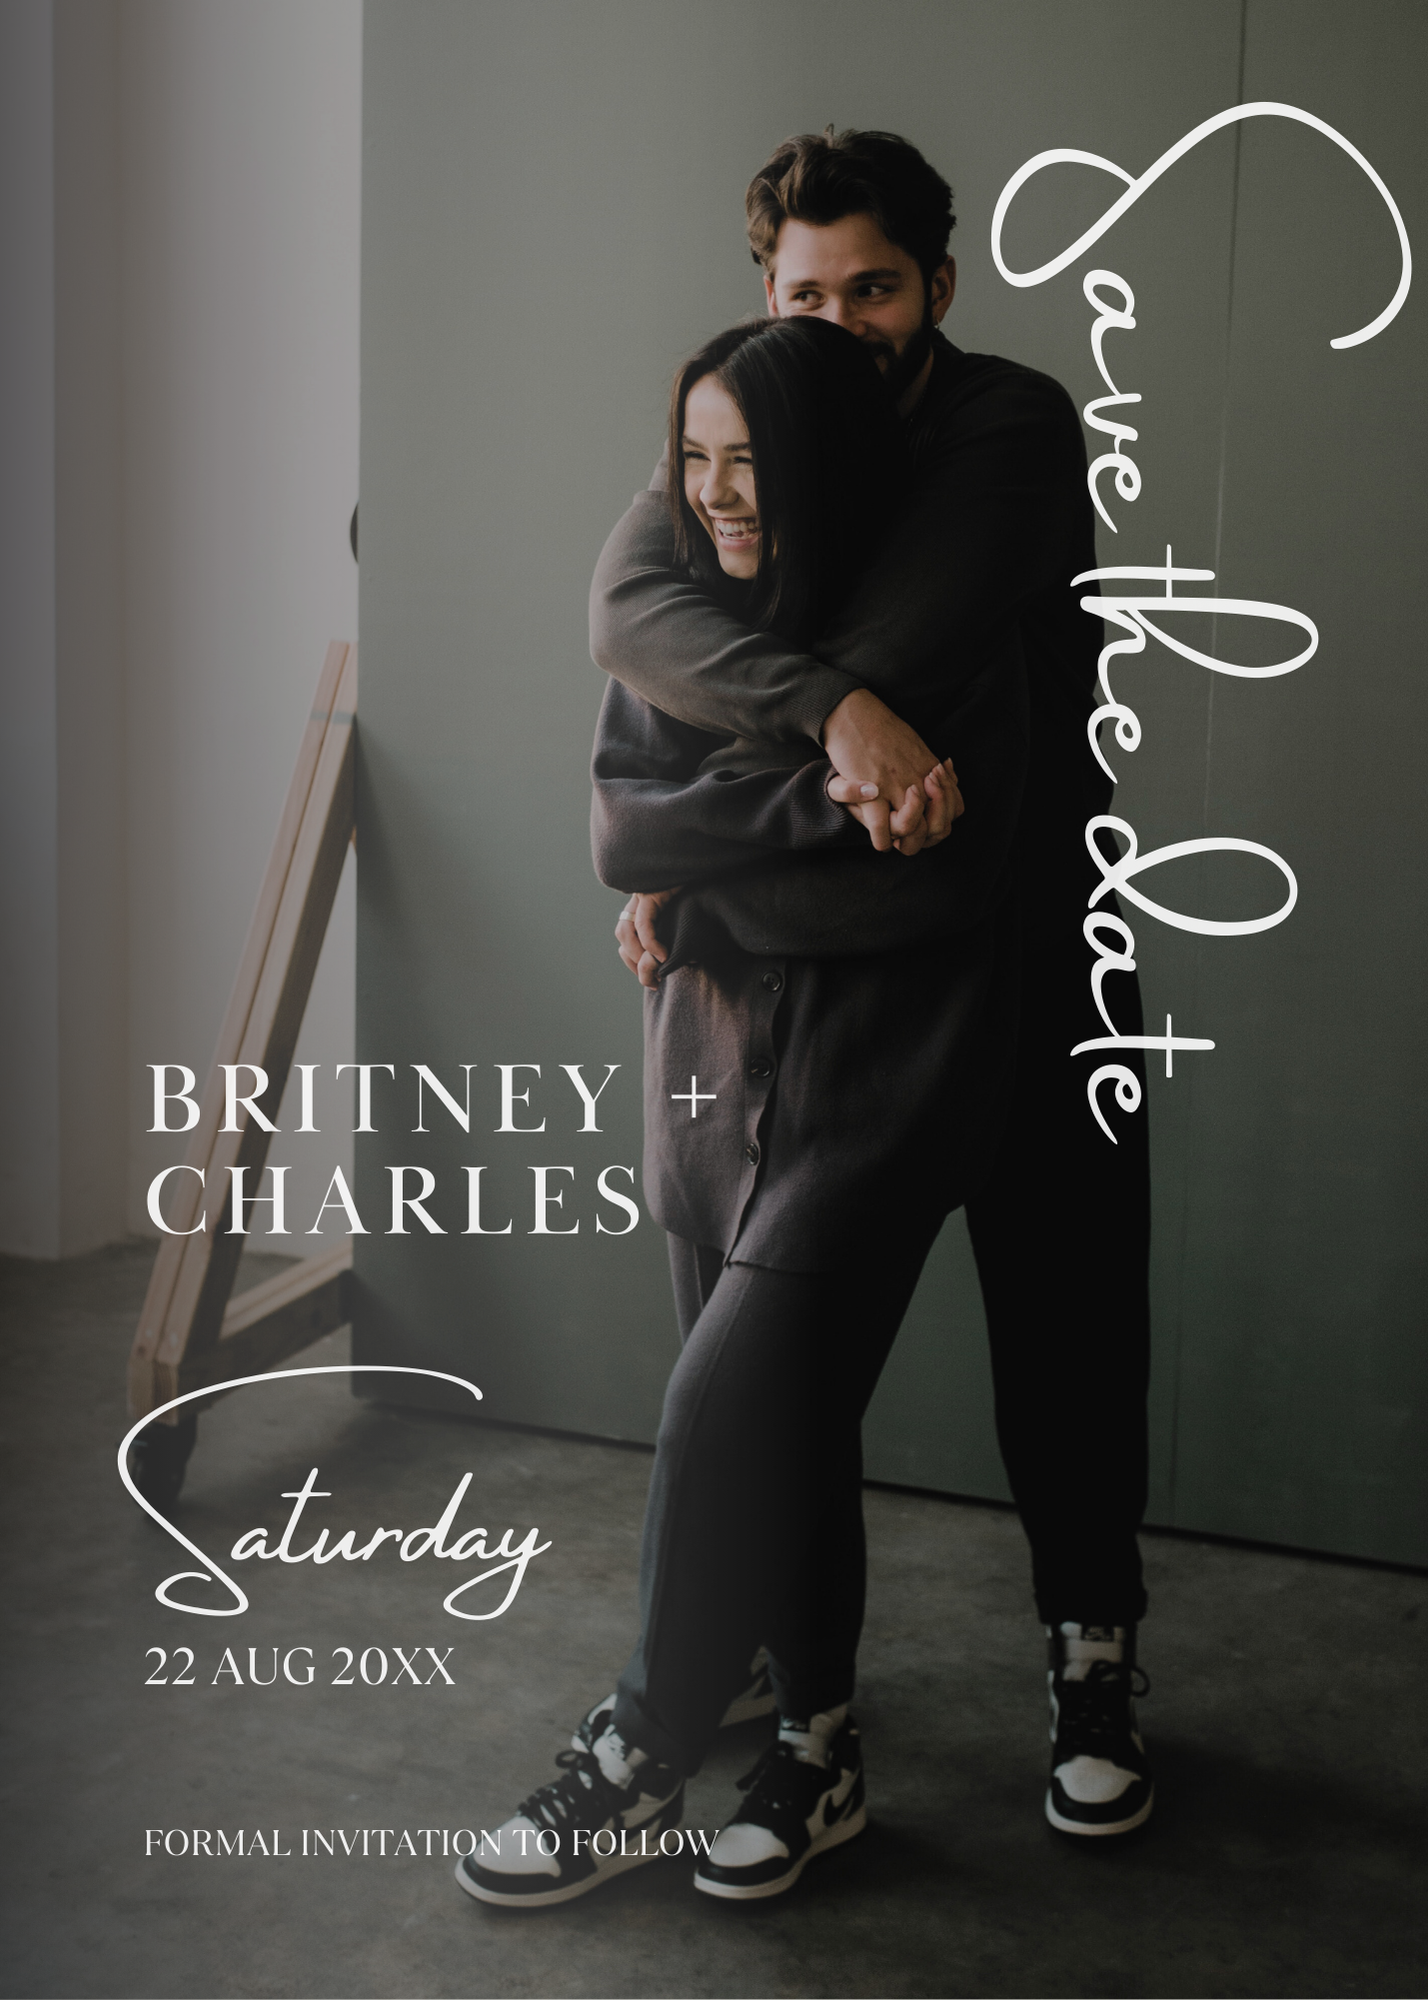 Save the date
BRITNEY +
CHARLES
Saturday
22 AUG 20XX
FORMAL INVITATION TO FOLLOW